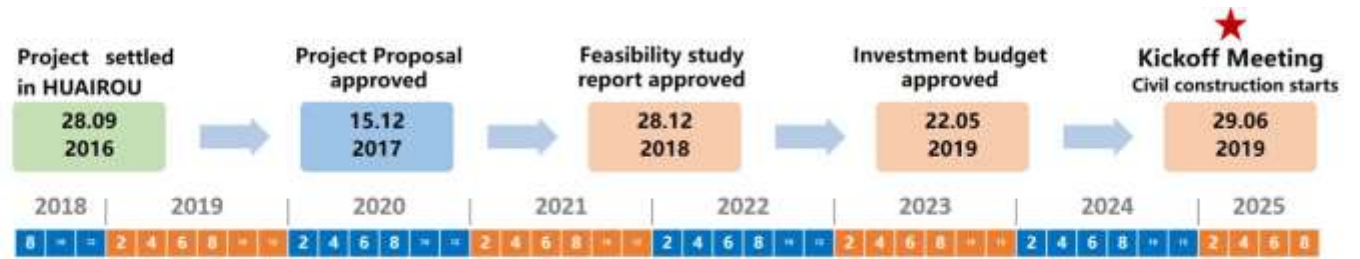 Project settled
in HUAIROU
28.09
2016
Project Proposal
approved
15.12
2017
Feasibility study
report approved
28.12
2018
Investment budget
approved
22.05
2019
Kickoff Meeting
Civil construction starts
29.06
2019
2018 2019 2020 2021 2022 2023 2024 2025
8 2 4 6 8 2 4 6 8 2 4 6 8 2 4 6 8 2 4 6 8 2 4 6 8 2 4 6 8